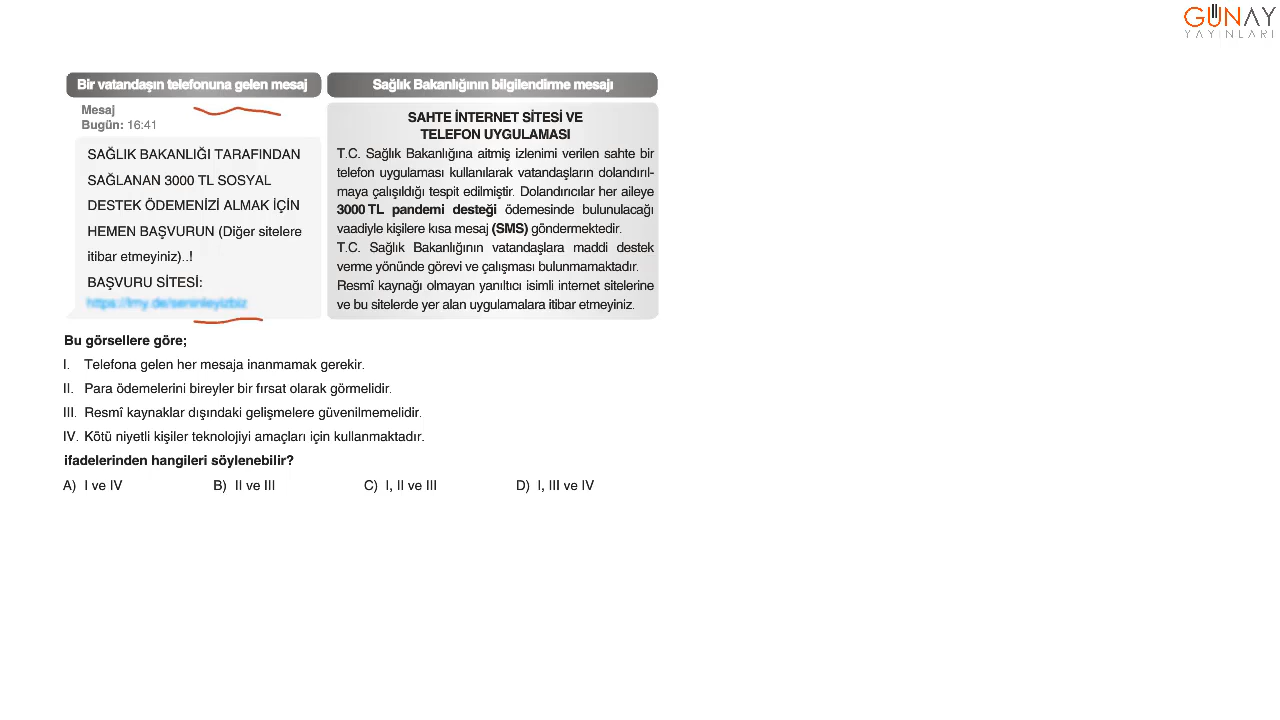 GÜNAY
YAYINLARI
Bir vatandaşın telefonuna gelen mesaj
Mesaj
Bugün: 16:41
SAĞLIK BAKANLIĞI TARAFINDAN
SAĞLANAN 3000 TL SOSYAL
DESTEK ÖDEMENİZİ ALMAK İÇİN
HEMEN BAŞVURUN (Diğer sitelere
itibar etmeyiniz)..!
BAŞVURU SİTESİ:
Sağlık Bakanlığının bilgilendirme mesajı
SAHTE İNTERNET SİTESİ VE
TELEFON UYGULAMASI
T.C. Sağlık Bakanlığına aitmiş izlenimi verilen sahte bir
telefon uygulaması kullanılarak vatandaşların dolandırıl-
maya çalışıldığı tespit edilmiştir. Dolandırıcılar her aileye
3000 TL pandemi desteği ödemesinde bulunulacağı
vaadiyle kişilere kısa mesaj (SMS) göndermektedir.
T.C. Sağlık Bakanlığının vatandaşlara maddi destek
verme yönünde görevi ve çalışması bulunmamaktadır.
Resmî kaynağı olmayan yanıltıcı isimli internet sitelerine
ve bu sitelerde yer alan uygulamalara itibar etmeyiniz.
Bu görsellere göre;
I. Telefona gelen her mesaja inanmamak gerekir.
II. Para ödemelerini bireyler bir fırsat olarak görmelidir.
III. Resmî kaynaklar dışındaki gelişmelere güvenilmemelidir.
IV. Kötü niyetli kişiler teknolojiyi amaçları için kullanmaktadır.
ifadelerinden hangileri söylenebilir?
A) I ve IV B) II ve III C) I, II ve III D) I, III ve IV